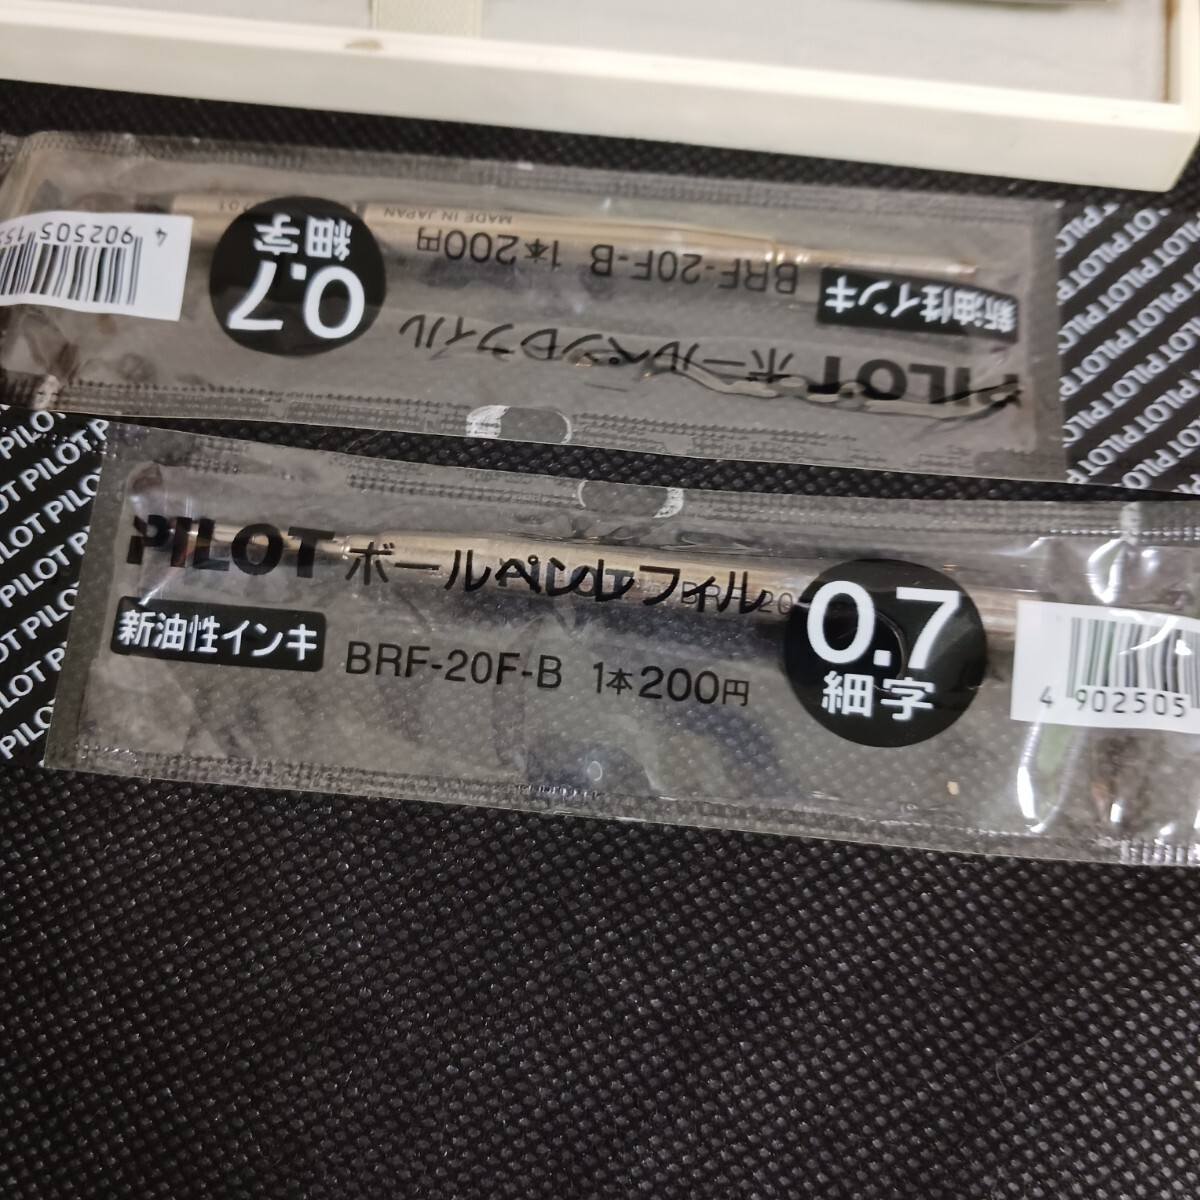 4 902505 155
0.7
細字
MADE IN JAPAN
BRF-20F-B 1本200円
新油性インキ
PILOT ボールペンレフィル
PILOT ボールペンレフィル
新油性インキ
BRF-20F-B 1本200円
0.7
細字
4 902505
PILOT PILOT PILOT
PILOT PILOT PILOT